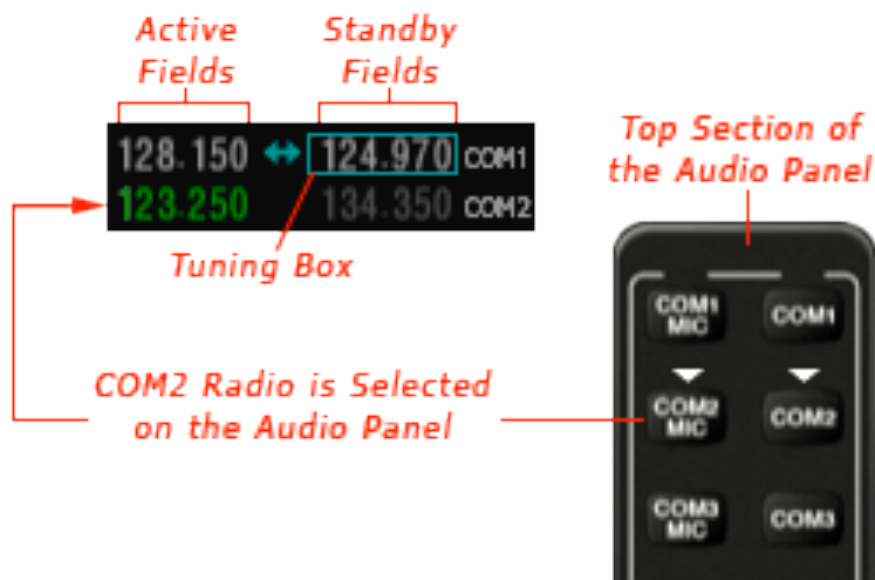 Active
Fields
Standby
Fields
128.150 ↔ 124.970 COM1
123.250 134.350 COM2
Tuning Box
Top Section of
the Audio Panel
COM2 Radio is Selected
on the Audio Panel
COM1
MIC
COM1
COM2
MIC
COM2
COM3
MIC
COM3